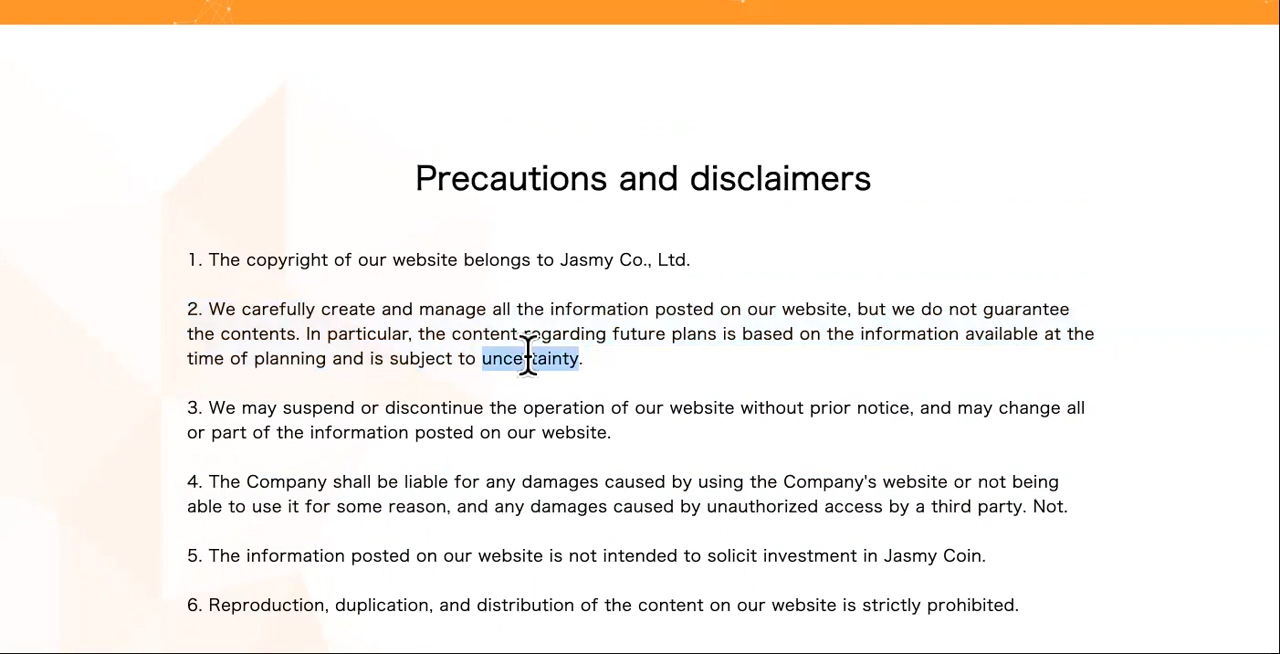 Precautions and disclaimers
1. The copyright of our website belongs to Jasmy Co., Ltd.
2. We carefully create and manage all the information posted on our website, but we do not guarantee
the contents. In particular, the content regarding future plans is based on the information available at the
time of planning and is subject to uncertainty.
3. We may suspend or discontinue the operation of our website without prior notice, and may change all
or part of the information posted on our website.
4. The Company shall be liable for any damages caused by using the Company's website or not being
able to use it for some reason, and any damages caused by unauthorized access by a third party. Not.
5. The information posted on our website is not intended to solicit investment in Jasmy Coin.
6. Reproduction, duplication, and distribution of the content on our website is strictly prohibited.